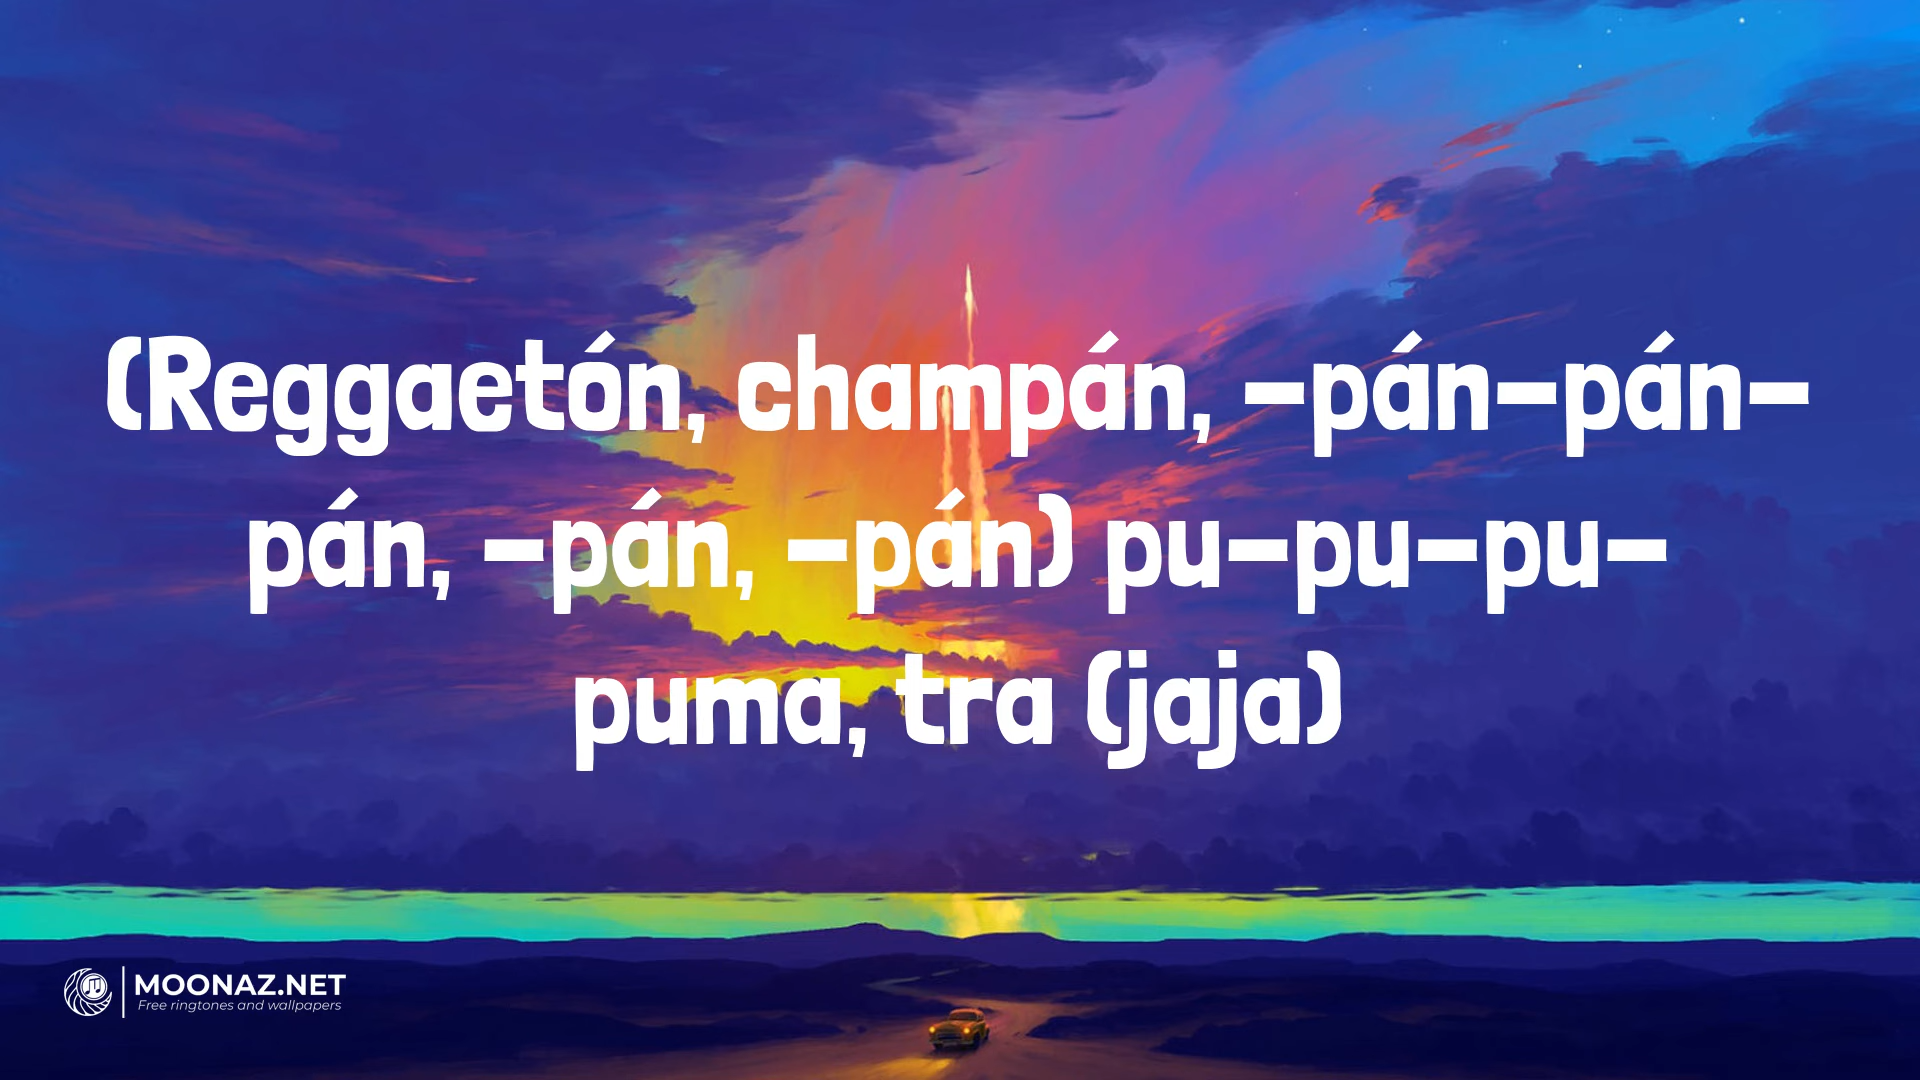 (Reggaetón, champán, -pán-pán-
pán, -pán, -pán) pu-pu-pu-
puma, tra (jaja)
MOONAZ.NET
Free ringtones and wallpapers